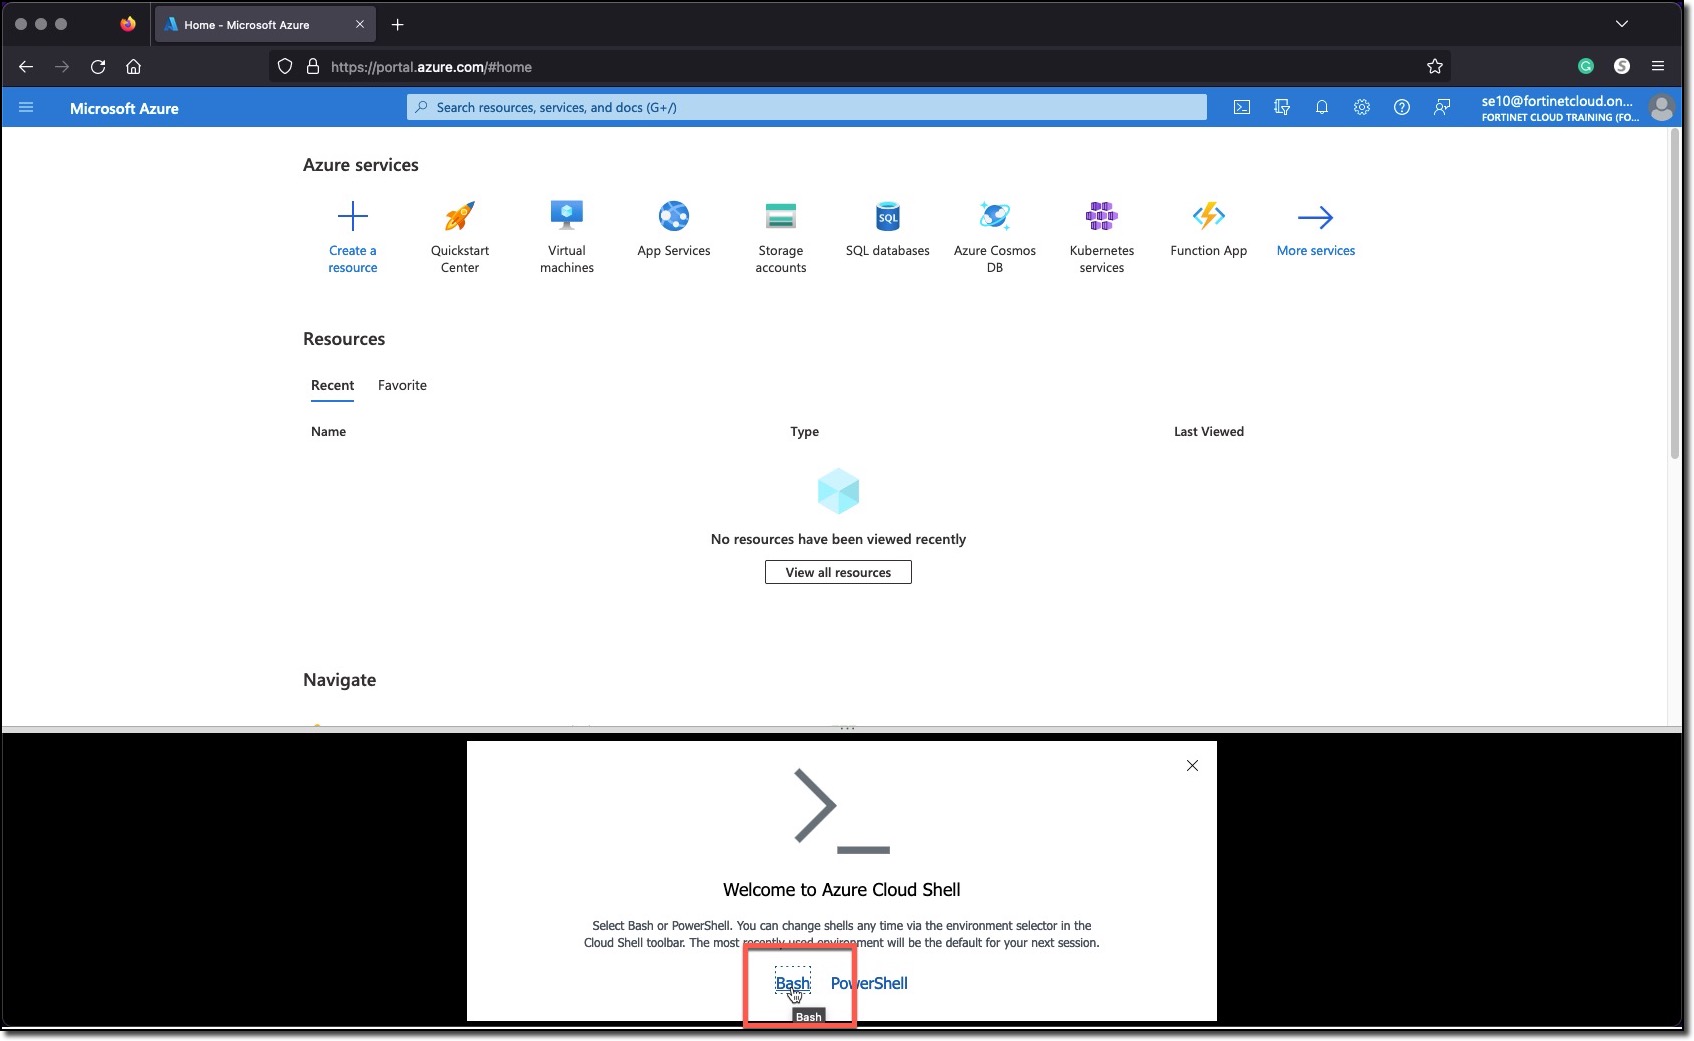 Home - Microsoft Azure
https://portal.azure.com/#home
Microsoft Azure
Search resources, services, and docs (G+/)
se10@fortinetcloud.on...
FORTINET CLOUD TRAINING (FO...
Azure services
Create a
resource
Quickstart
Center
Virtual
machines
App Services
Storage
accounts
SQL
SQL databases
Azure Cosmos
DB
Kubernetes
services
Function App
More services
Resources
Recent
Favorite
Name
Type
Last Viewed
No resources have been viewed recently
View all resources
Navigate
Welcome to Azure Cloud Shell
Select Bash or PowerShell. You can change shells any time via the environment selector in the
Cloud Shell toolbar. The most recently used environment will be the default for your next session.
Bash
PowerShell
Bash